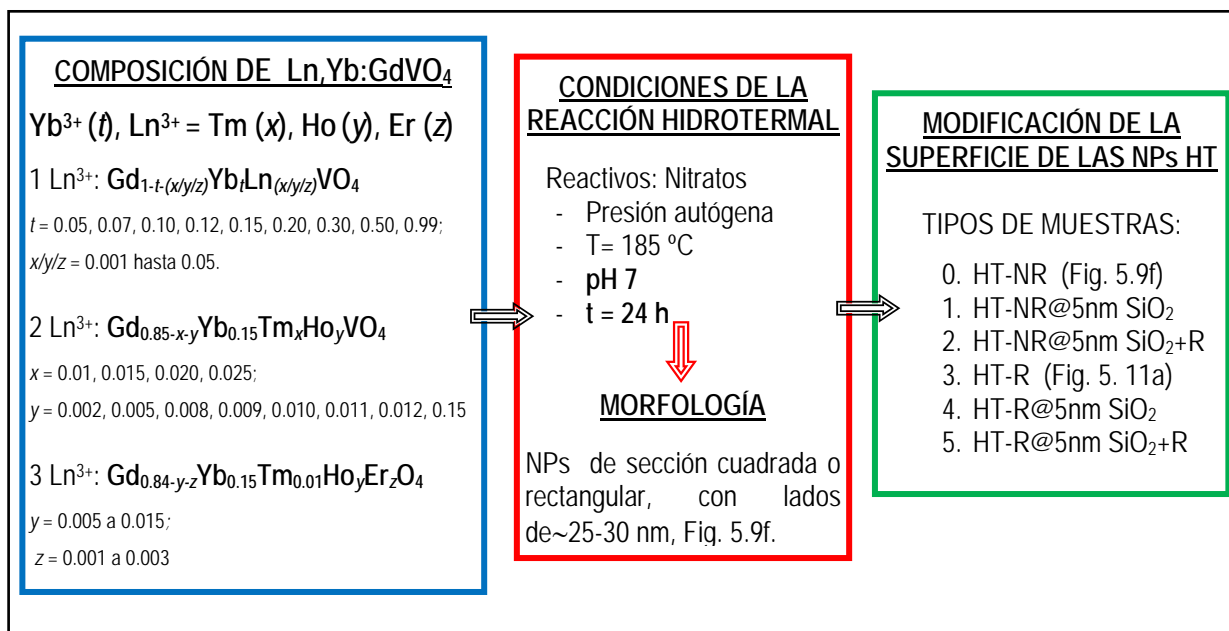 COMPOSICIÓN DE Ln,Yb:GdVO₄
Yb³⁺ (t), Ln³⁺ = Tm (x), Ho (y), Er (z)
1 Ln³⁺: Gd₁₋ₜ₋₍ₓ/y/z₎YbₜLn₍ₓ/y/z₎VO₄
t = 0.05, 0.07, 0.10, 0.12, 0.15, 0.20, 0.30, 0.50, 0.99;
x/y/z = 0.001 hasta 0.05.
2 Ln³⁺: Gd₀.₈₅₋ₓ₋yYb₀.₁₅TmₓHoyVO₄
x = 0.01, 0.015, 0.020, 0.025;
y = 0.002, 0.005, 0.008, 0.009, 0.010, 0.011, 0.012, 0.15
3 Ln³⁺: Gd₀.₈₄₋y₋zYb₀.₁₅Tm₀.₀₁HoyErzO₄
y = 0.005 a 0.015;
z = 0.001 a 0.003
CONDICIONES DE LA
REACCIÓN HIDROTERMAL
Reactivos: Nitratos
- Presión autógena
- T= 185 ºC
- pH 7
- t = 24 h
MORFOLOGÍA
NPs de sección cuadrada o
rectangular, con lados
de~25-30 nm, Fig. 5.9f.
MODIFICACIÓN DE LA
SUPERFICIE DE LAS NPs HT
TIPOS DE MUESTRAS:
0. HT-NR (Fig. 5.9f)
1. HT-NR@5nm SiO₂
2. HT-NR@5nm SiO₂+R
3. HT-R (Fig. 5. 11a)
4. HT-R@5nm SiO₂
5. HT-R@5nm SiO₂+R